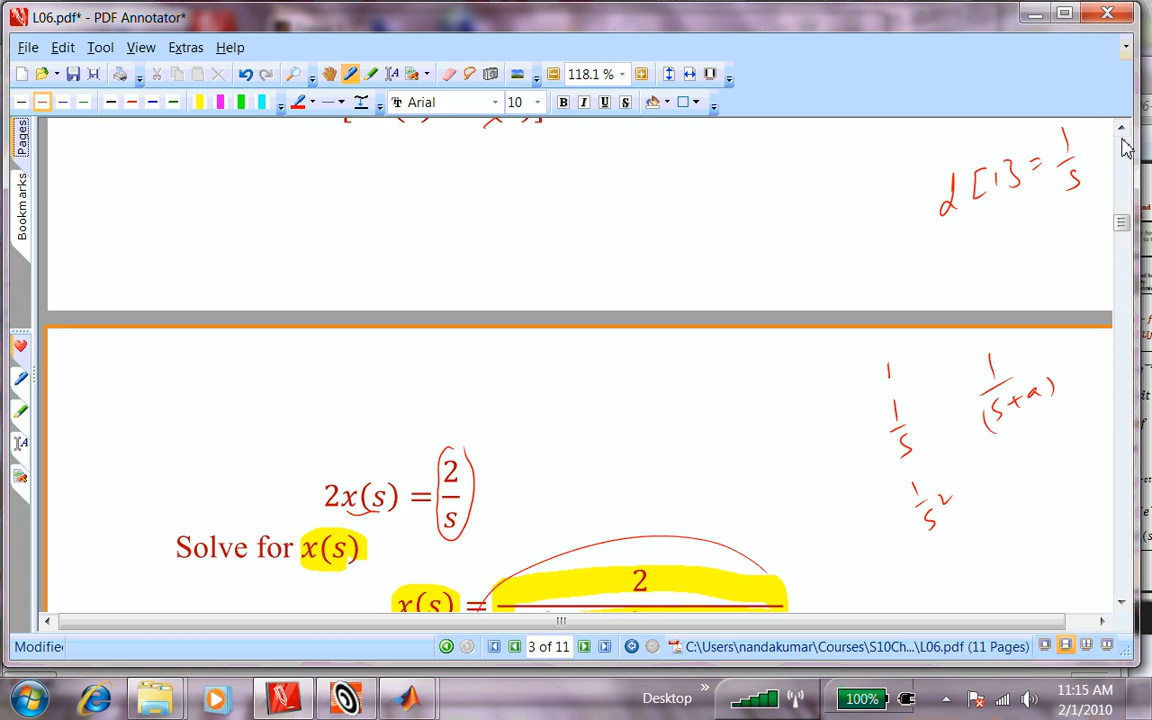 L06.pdf* - PDF Annotator*
File Edit Tool View Extras Help
118.1 %
Arial 10 B I U S
Pages
Bookmarks
[1] = 1/s
1
1/s
1/(s+a)
1/s²
2x(s) = 2/s
Solve for x(s)
x(s) = 2
Modifie
3 of 11
C:\Users\nandakumar\Courses\S10Ch...\L06.pdf (11 Pages)
Desktop
»
100%
11:15 AM
2/1/2010